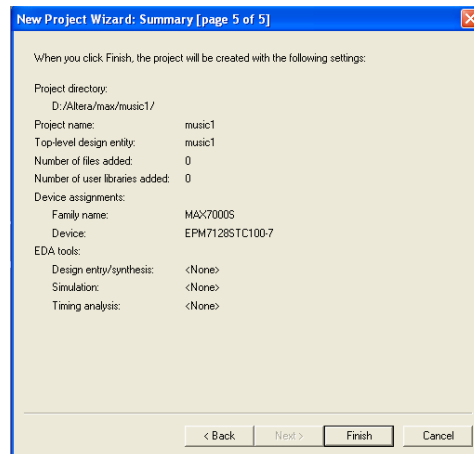 New Project Wizard: Summary [page 5 of 5]
When you click Finish, the project will be created with the following settings:
Project directory:
D:/Altera/max/music1/
Project name: music1
Top-level design entity: music1
Number of files added: 0
Number of user libraries added: 0
Device assignments:
Family name: MAX7000S
Device: EPM7128STC100-7
EDA tools:
Design entry/synthesis: <None>
Simulation: <None>
Timing analysis: <None>
< Back Next > Finish Cancel